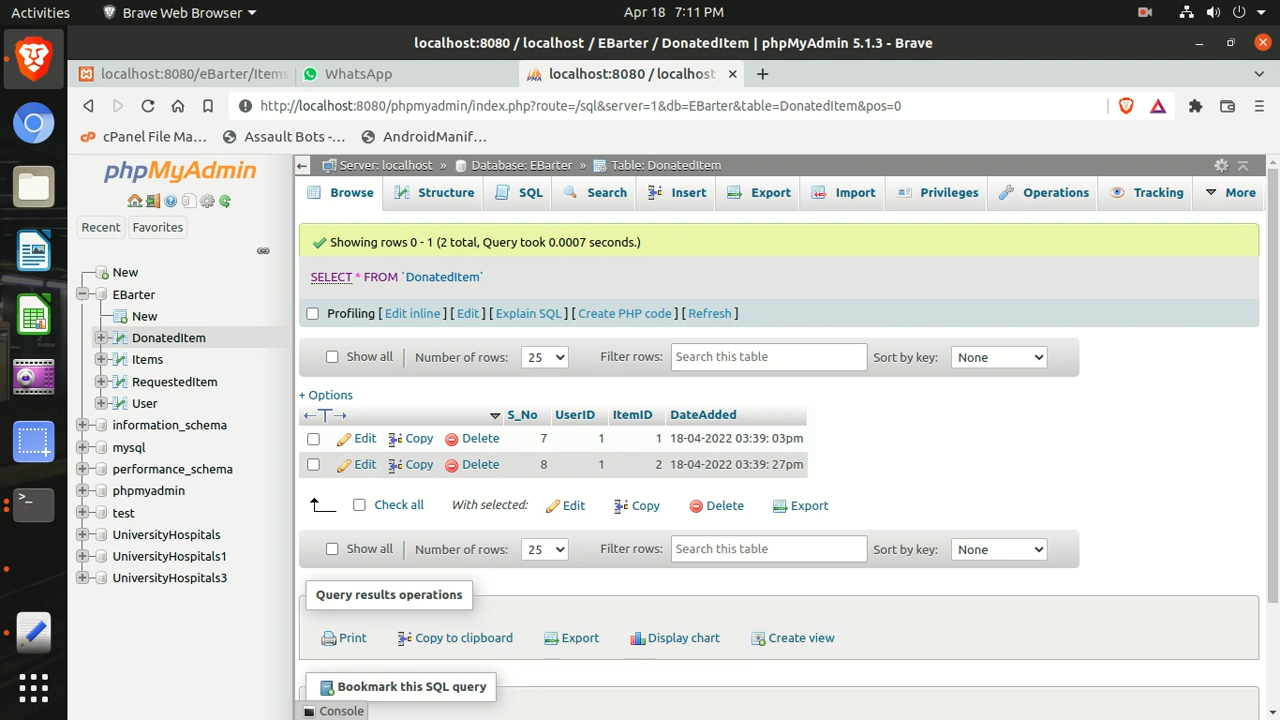 Activities Brave Web Browser Apr 18 7:11 PM
localhost:8080 / localhost / EBarter / DonatedItem | phpMyAdmin 5.1.3 - Brave
localhost:8080/eBarter/Items WhatsApp localhost:8080 / localhost
http://localhost:8080/phpmyadmin/index.php?route=/sql&server=1&db=EBarter&table=DonatedItem&pos=0
cPanel File Ma... Assault Bots -... AndroidManif...
phpMyAdmin
Recent Favorites
New
EBarter
New
DonatedItem
Items
RequestedItem
User
information_schema
mysql
performance_schema
phpmyadmin
test
UniversityHospitals
UniversityHospitals1
UniversityHospitals3
Server: localhost » Database: EBarter » Table: DonatedItem
Browse Structure SQL Search Insert Export Import Privileges Operations Tracking More
Showing rows 0 - 1 (2 total, Query took 0.0007 seconds.)
SELECT * FROM `DonatedItem`
Profiling [ Edit inline ] [ Edit ] [ Explain SQL ] [ Create PHP code ] [ Refresh ]
Show all | Number of rows: 25 Filter rows: Search this table Sort by key: None
+ Options
←T→ S_No UserID ItemID DateAdded
Edit Copy Delete 7 1 1 18-04-2022 03:39: 03pm
Edit Copy Delete 8 1 2 18-04-2022 03:39: 27pm
Check all With selected: Edit Copy Delete Export
Show all | Number of rows: 25 Filter rows: Search this table Sort by key: None
Query results operations
Print Copy to clipboard Export Display chart Create view
Bookmark this SQL query
Console